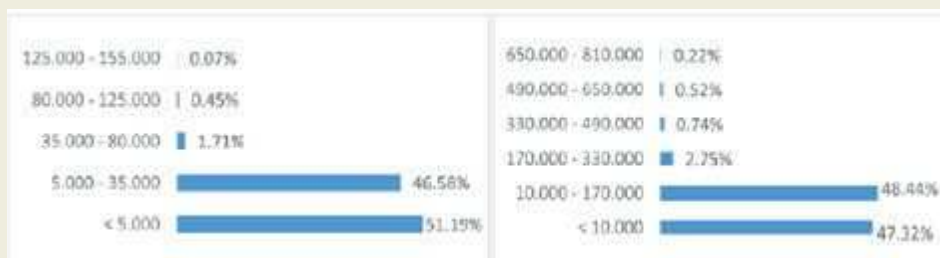 125.000 - 155.000 0.07%
80.000 - 125.000 0.45%
35.000 - 80.000 1.71%
5.000 - 35.000 46.58%
< 5.000 51.19%
650.000 - 810.000 0.22%
490.000 - 650.000 0.52%
330.000 - 490.000 0.74%
170.000 - 330.000 2.75%
10.000 - 170.000 48.44%
< 10.000 47.32%